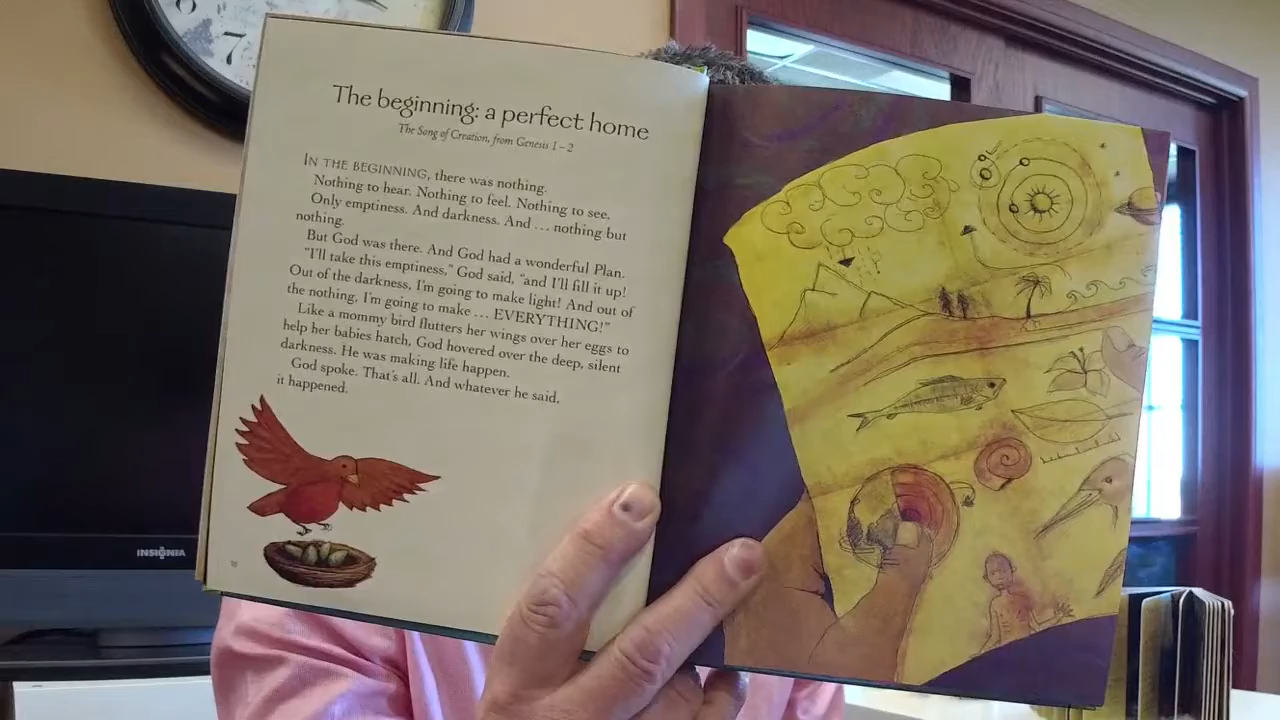 The beginning: a perfect home
The Song of Creation, from Genesis 1–2
IN THE BEGINNING, there was nothing.
Nothing to hear. Nothing to feel. Nothing to see.
Only emptiness. And darkness. And ... nothing but
nothing.
But God was there. And God had a wonderful Plan.
"I'll take this emptiness," God said, "and I'll fill it up!
Out of the darkness, I'm going to make light! And out of
the nothing, I'm going to make ... EVERYTHING!"
Like a mommy bird flutters her wings over her eggs to
help her babies hatch, God hovered over the deep, silent
darkness. He was making life happen.
God spoke. That's all. And whatever he said,
it happened.
7
INSIGNIA